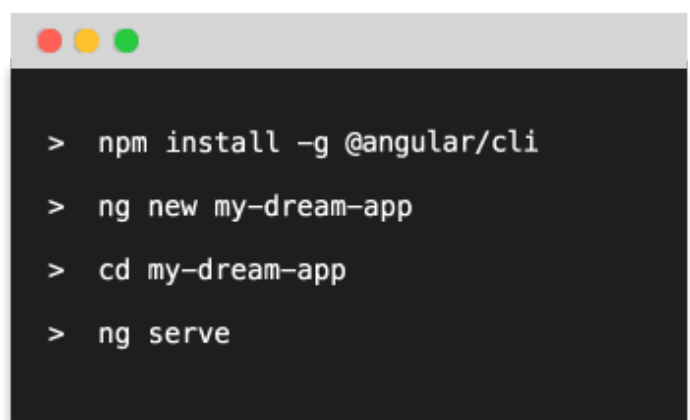 > npm install -g @angular/cli
> ng new my-dream-app
> cd my-dream-app
> ng serve